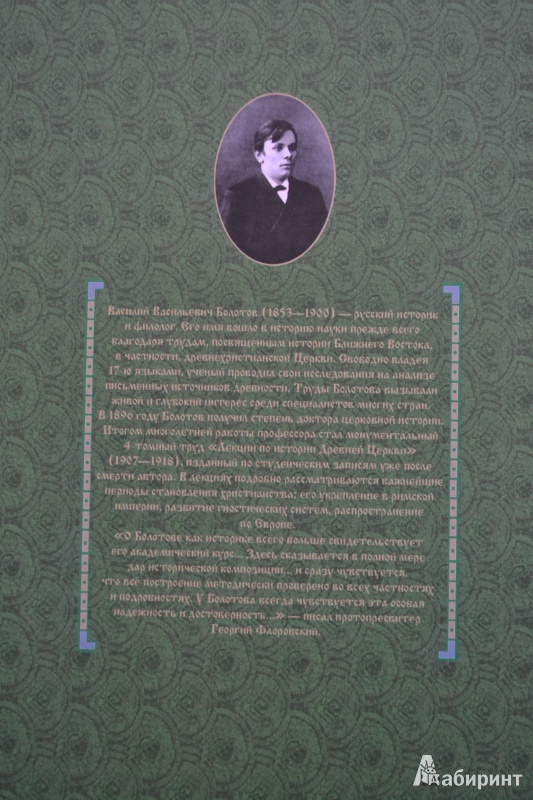 Василий Васильевич Болотов (1853—1900) — русский историк
и филолог. Его имя вошло в историю науки прежде всего
благодаря трудам, посвященным истории Ближнего Востока,
в частности, древнехристианской Церкви. Свободно владея
17-ю языками, ученый проводил свои исследования на анализе
письменных источников древности. Труды Болотова вызывали
живой и глубокий интерес среди специалистов многих стран.
В 1896 году Болотов получил степень доктора церковной истории.
Итогом многолетней работы профессора стал монументальный
4-томный труд «Лекции по истории Древней Церкви»
(1907—1918), изданный по студенческим записям уже после
смерти автора. В лекциях подробно рассматриваются важнейшие
периоды становления христианства: его укрепление в римской
империи, развитие гностических систем, распространение
по Европе.
«О Болотове как историке всего больше свидетельствует
его академический курс... Здесь сказывается в полной мере
дар исторической композиции... и сразу чувствуется,
что всё построение методически проверено во всех частностях
и подробностях. У Болотова всегда чувствуется эта особая
надежность и достоверность...» — писал протопресвитер
Георгий Флоровский.
Лабиринт